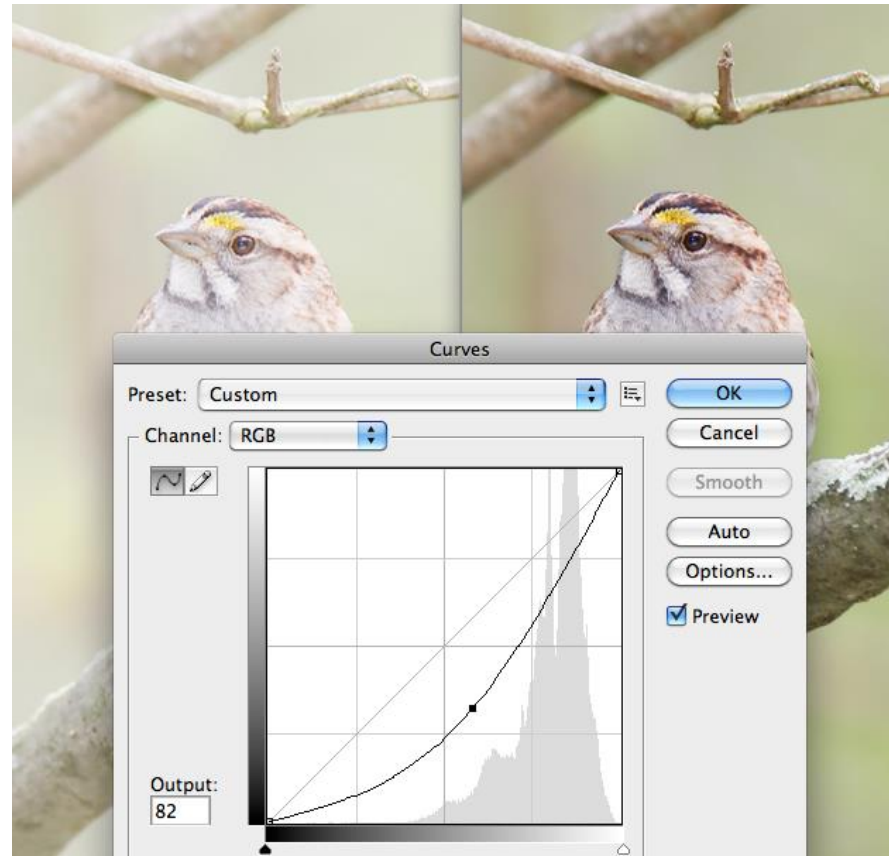 Curves
Preset: Custom
OK
Channel: RGB
Cancel
Smooth
Auto
Options...
Preview
Output:
82